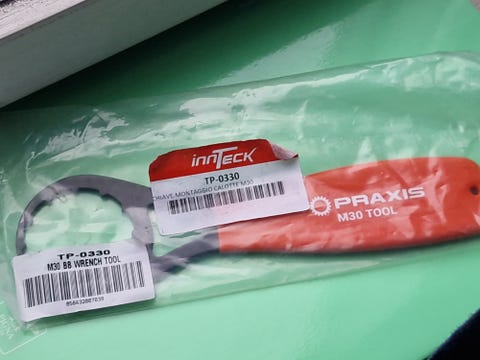 innTECK
TP-0330
CHIAVE MONTAGGIO CALOTTE M30
PRAXIS
M30 TOOL
TP-0330
M30 BB WRENCH TOOL